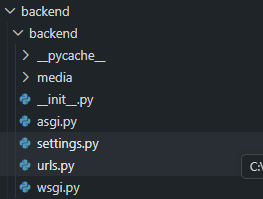 backend
backend
__pycache__
media
__init__.py
asgi.py
settings.py
urls.py
wsgi.py